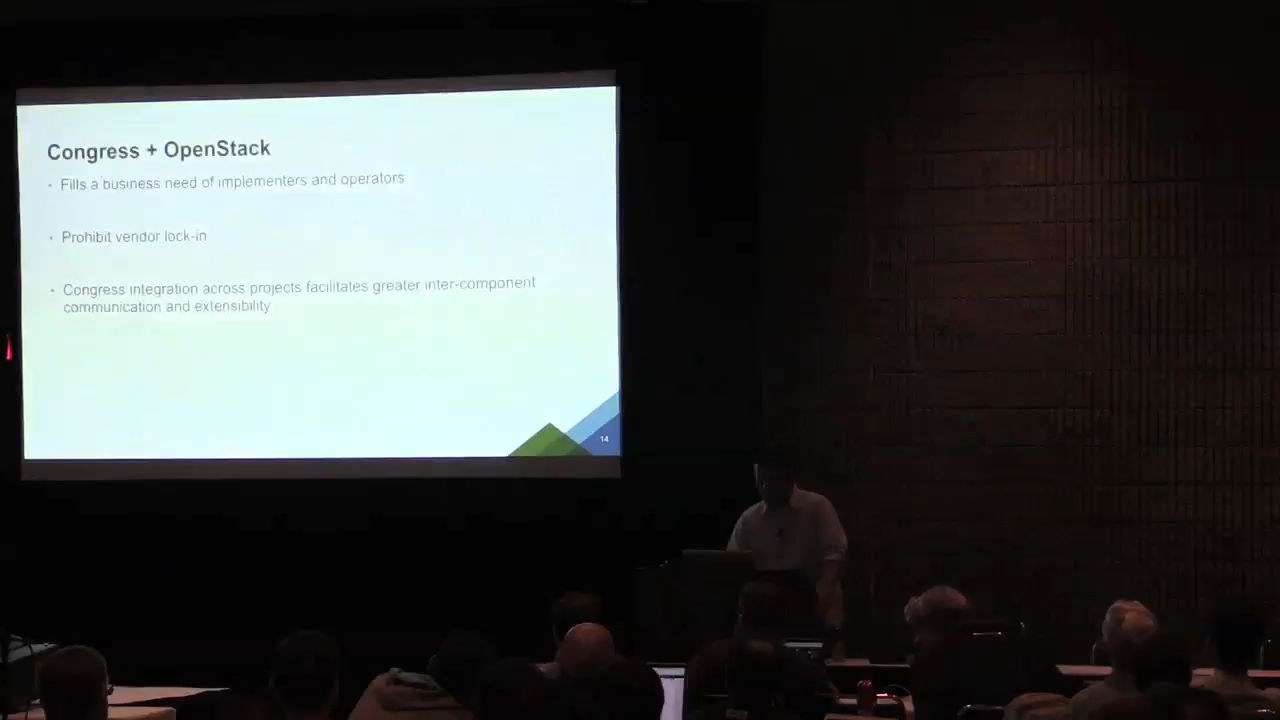 Congress + OpenStack
- Fills a business need of implementers and operators
- Prohibit vendor lock-in
- Congress integration across projects facilitates greater inter-component
communication and extensibility
14